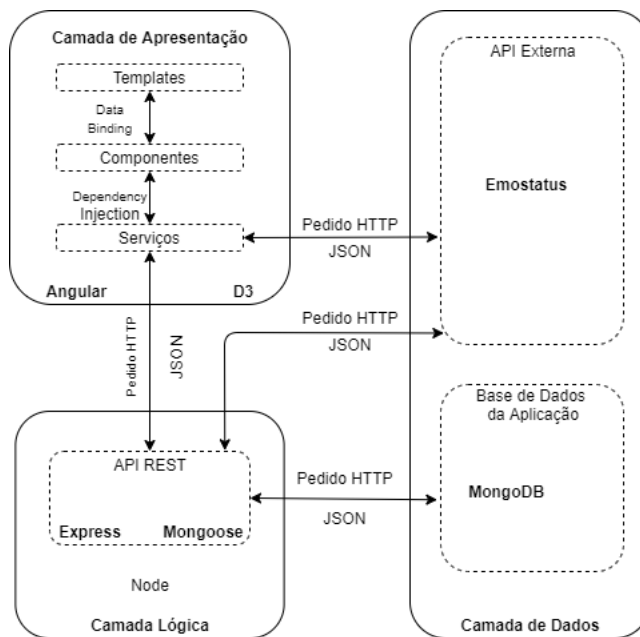 Camada de Apresentação
Templates
Data
Binding
Componentes
Dependency
Injection
Serviços
Angular
D3
API Externa
Emostatus
Pedido HTTP
JSON
Pedido HTTP
JSON
Pedido HTTP
JSON
API REST
Express
Mongoose
Node
Camada Lógica
Pedido HTTP
JSON
Base de Dados
da Aplicação
MongoDB
Camada de Dados